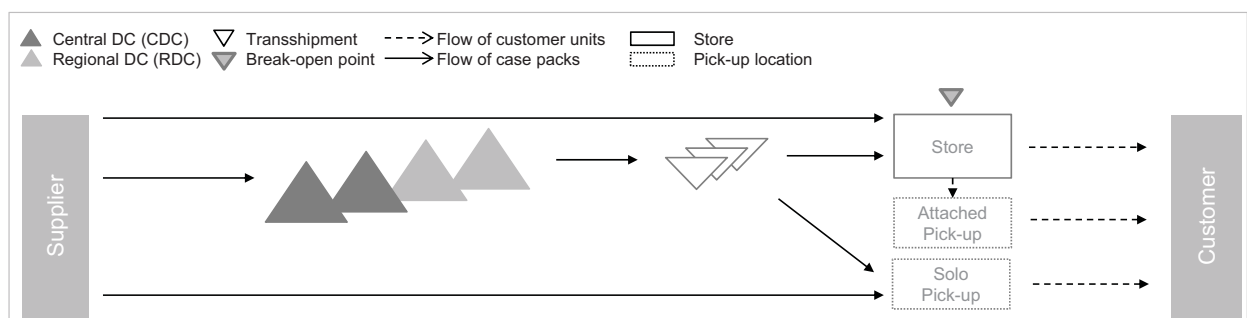 Central DC (CDC)
Transshipment
Flow of customer units
Store
Regional DC (RDC)
Break-open point
Flow of case packs
Pick-up location
Supplier
Store
Attached
Pick-up
Solo
Pick-up
Customer